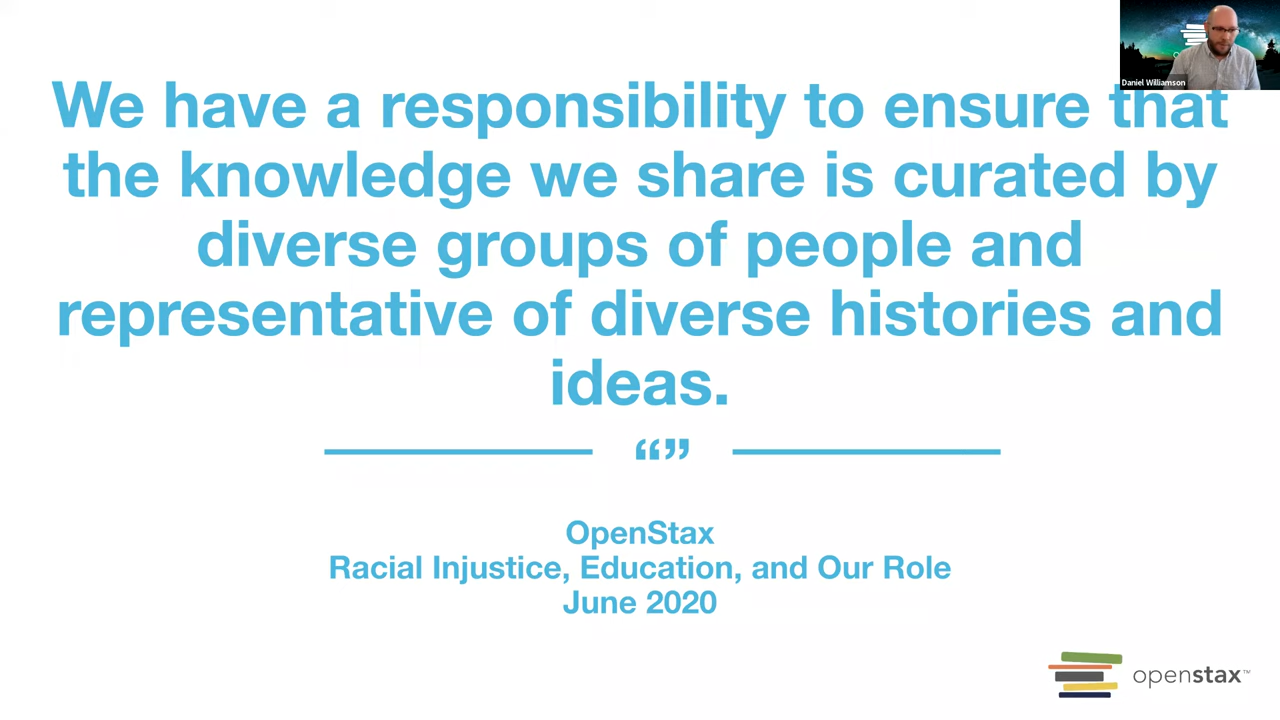 Daniel Williamson
We have a responsibility to ensure that
the knowledge we share is curated by
diverse groups of people and
representative of diverse histories and
ideas.
“”
OpenStax
Racial Injustice, Education, and Our Role
June 2020
openstax™